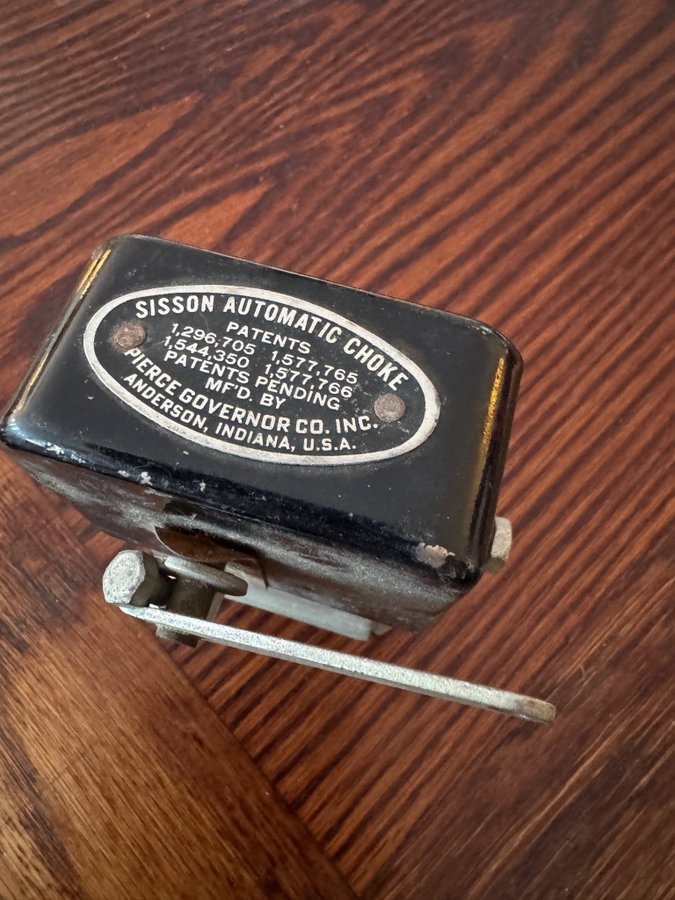 SISSON AUTOMATIC CHOKE
PATENTS
1,296,705 1,577,765
1,544,350 1,577,766
PATENTS PENDING
MF'D. BY
PIERCE GOVERNOR CO. INC.
ANDERSON, INDIANA, U.S.A.